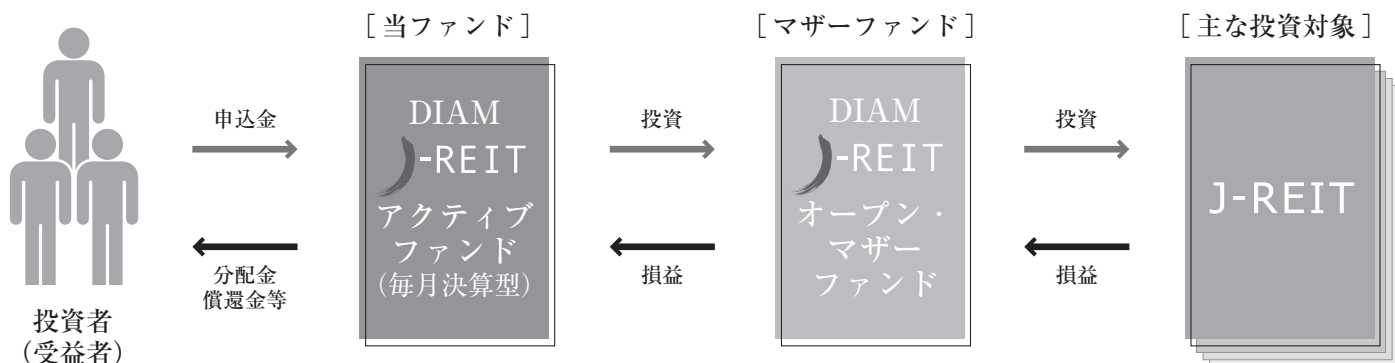 [当ファンド]
[マザーファンド]
[主な投資対象]
申込金
投資
投資
DIAM
J-REIT
アクティブ
ファンド
(毎月決算型)
DIAM
J-REIT
オープン・
マザー
ファンド
J-REIT
分配金
償還金等
損益
損益
投資者
(受益者)